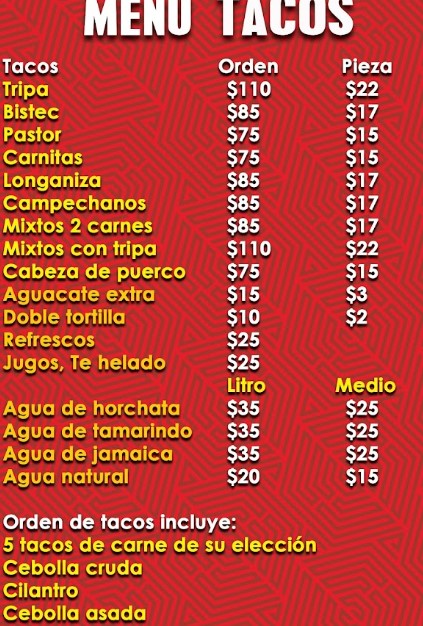 MENU TACOS
Tacos Orden Pieza
Tripa $110 $22
Bistec $85 $17
Pastor $75 $15
Carnitas $75 $15
Longaniza $85 $17
Campechanos $85 $17
Mixtos 2 carnes $85 $17
Mixtos con tripa $110 $22
Cabeza de puerco $75 $15
Aguacate extra $15 $3
Doble tortilla $10 $2
Refrescos $25
Jugos, Te helado $25
Litro Medio
Agua de horchata $35 $25
Agua de tamarindo $35 $25
Agua de jamaica $35 $25
Agua natural $20 $15
Orden de tacos incluye:
5 tacos de carne de su elección
Cebolla cruda
Cilantro
Cebolla asada